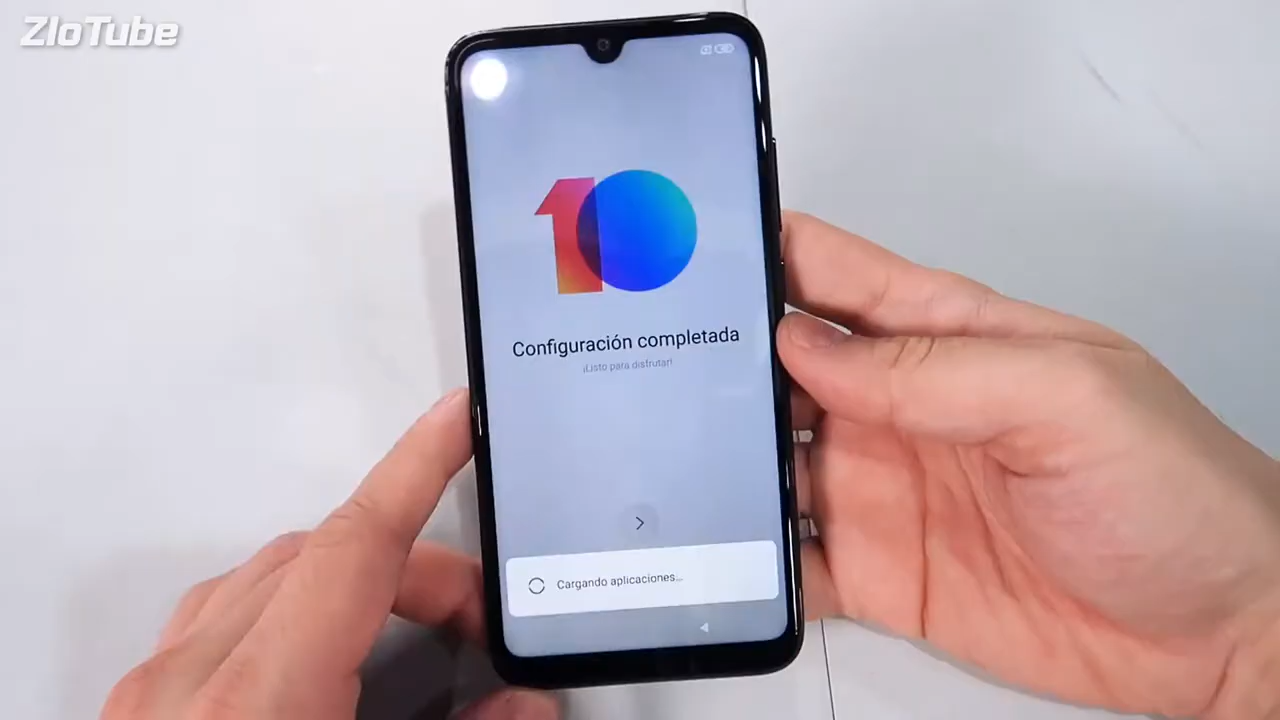 ZloTube
10
Configuración completada
¡Listo para disfrutar!
Cargando aplicaciones...